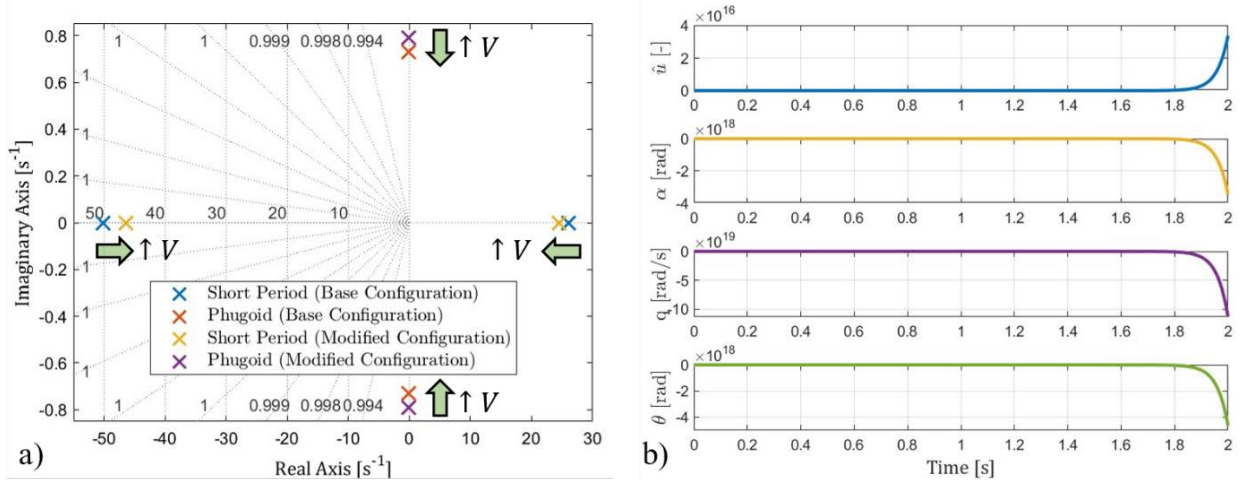 0.8
0.6
0.4
0.2
0
-0.2
-0.4
-0.6
-0.8
Imaginary Axis [s⁻¹]
1 1 0.999 0.998 0.994
1
1
1
50 40 30 20 10
1
1
1
1 1 0.999 0.998 0.994
↑ V
↑ V
↑ V
↑ V
Short Period (Base Configuration)
Phugoid (Base Configuration)
Short Period (Modified Configuration)
Phugoid (Modified Configuration)
-50 -40 -30 -20 -10 0 10 20 30
Real Axis [s⁻¹]
a)
×10¹⁶
4
2
0
û [–]
0 0.2 0.4 0.6 0.8 1 1.2 1.4 1.6 1.8 2
×10¹⁸
0
-2
-4
α [rad]
0 0.2 0.4 0.6 0.8 1 1.2 1.4 1.6 1.8 2
×10¹⁹
0
-5
-10
q [rad/s]
0 0.2 0.4 0.6 0.8 1 1.2 1.4 1.6 1.8 2
×10¹⁸
0
-2
-4
θ [rad]
0 0.2 0.4 0.6 0.8 1 1.2 1.4 1.6 1.8 2
Time [s]
b)